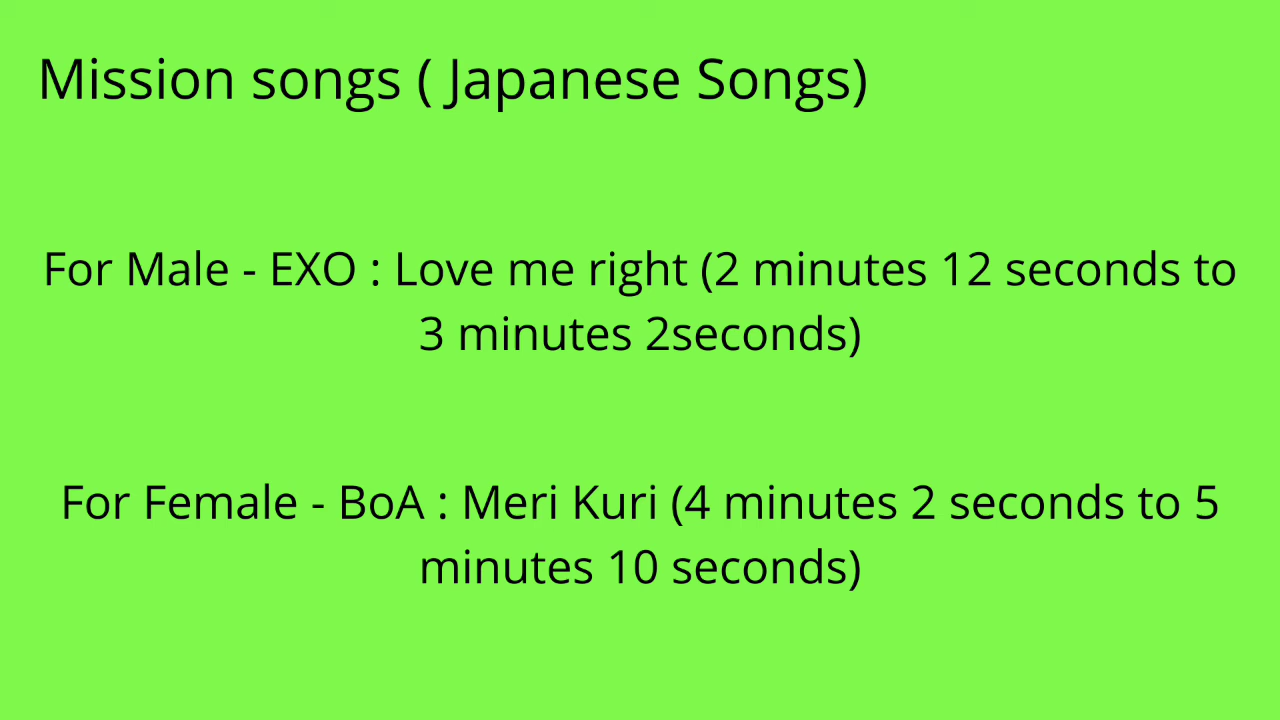 Mission songs ( Japanese Songs)
For Male - EXO : Love me right (2 minutes 12 seconds to
3 minutes 2seconds)
For Female - BoA : Meri Kuri (4 minutes 2 seconds to 5
minutes 10 seconds)